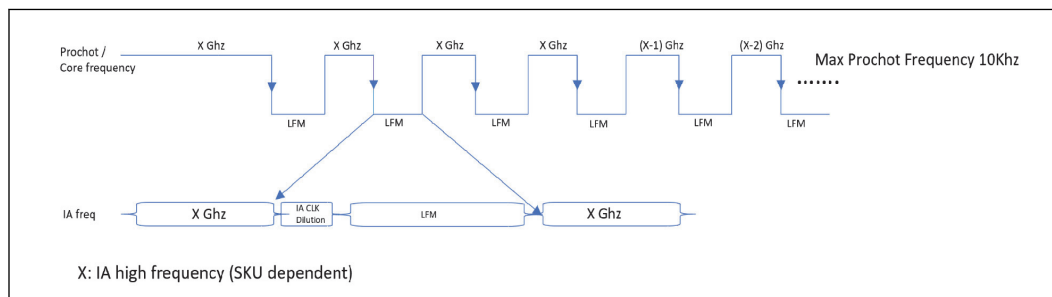 X Ghz X Ghz X Ghz X Ghz (X-1) Ghz (X-2) Ghz
Prochot /
Core frequency
Max Prochot Frequency 10Khz
.......
LFM LFM LFM LFM LFM LFM
IA freq
X Ghz
IA CLK
Dilution
LFM
X Ghz
X: IA high frequency (SKU dependent)